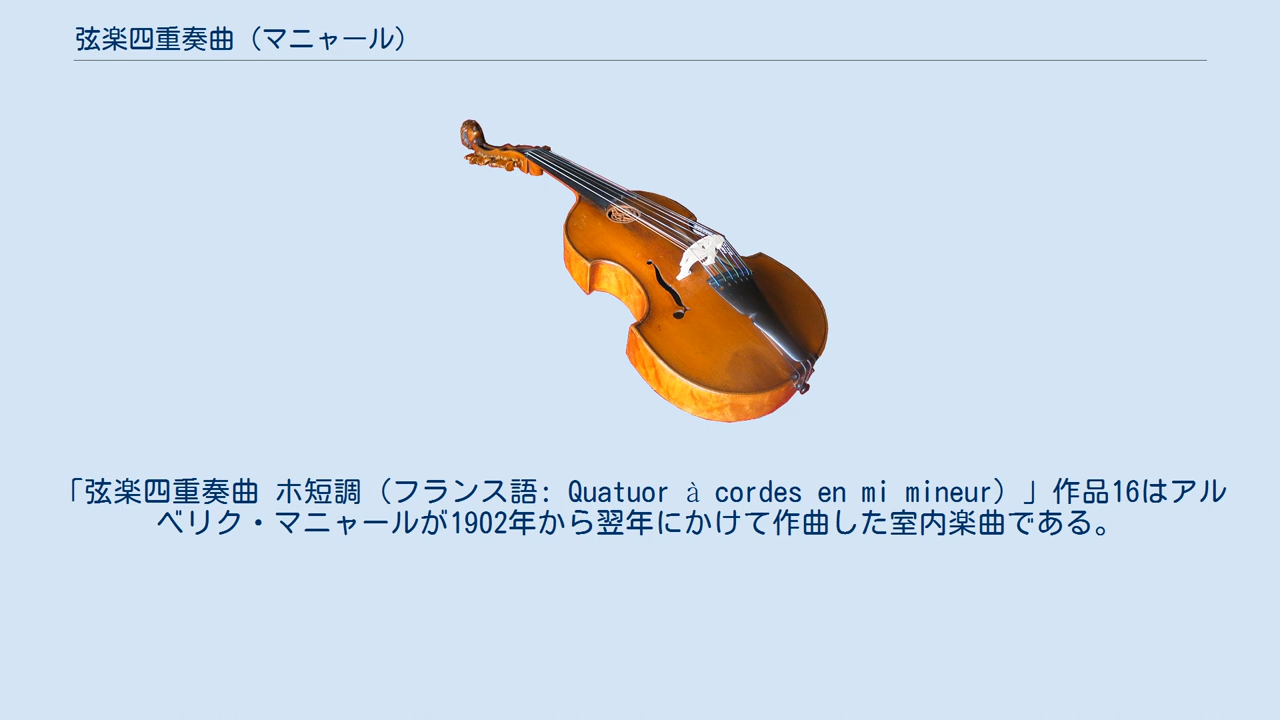 弦楽四重奏曲（マニャール）
「弦楽四重奏曲 ホ短調（フランス語: Quatuor à cordes en mi mineur）」作品16はアル
ベリク・マニャールが1902年から翌年にかけて作曲した室内楽曲である。